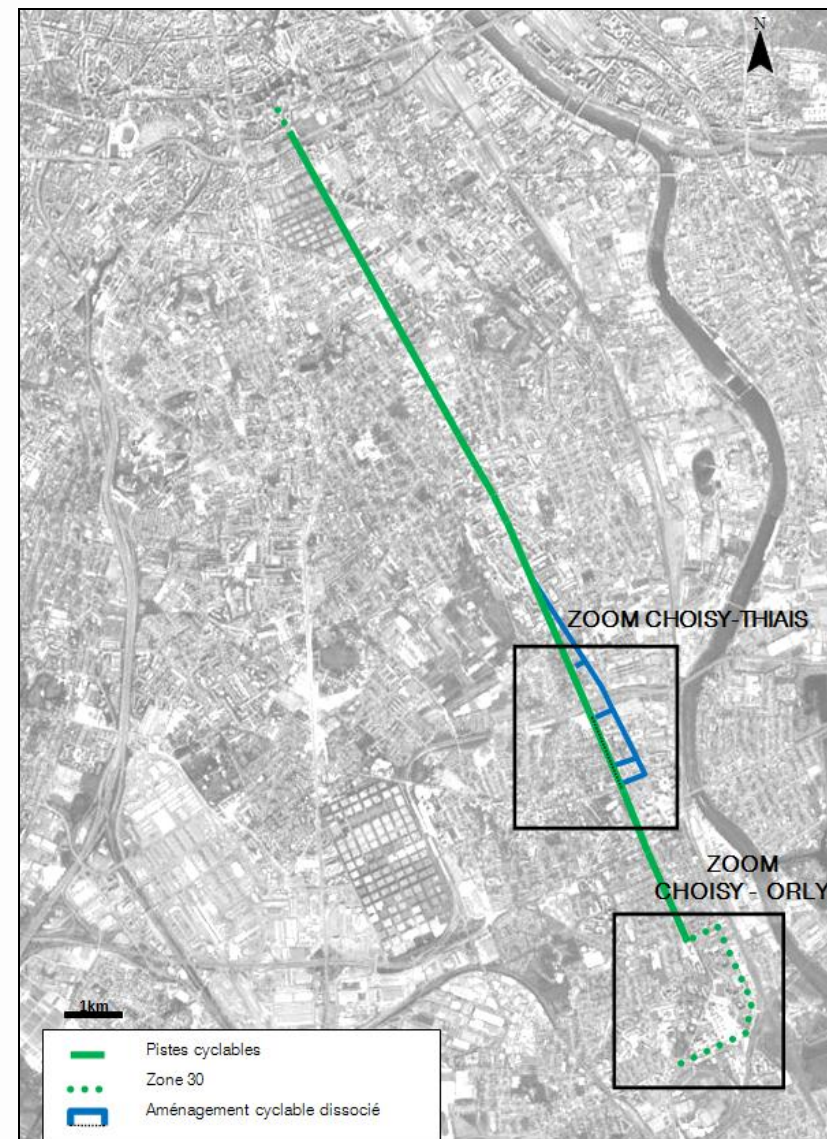 N
ZOOM CHOISY-THIAIS
ZOOM
CHOISY - ORLY
1km
Pistes cyclables
Zone 30
Aménagement cyclable dissocié